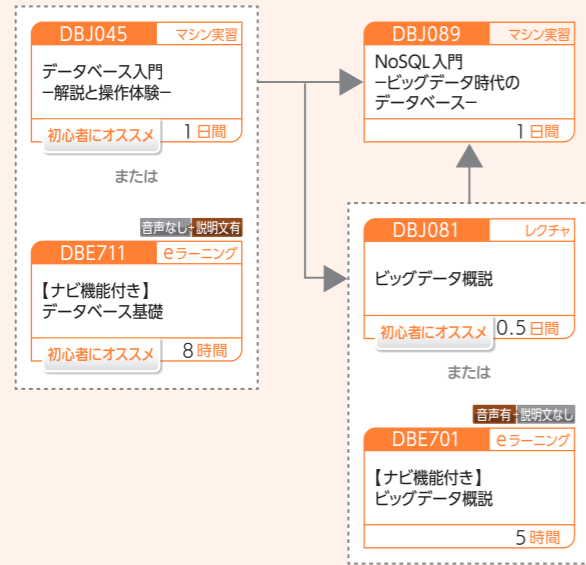 DBJ045 マシン実習
データベース入門
−解説と操作体験−
初心者にオススメ 1日間
または
音声なし+説明文有
DBE711 eラーニング
【ナビ機能付き】
データベース基礎
初心者にオススメ 8時間
DBJ089 マシン実習
NoSQL入門
−ビッグデータ時代の
データベース−
1日間
DBJ081 レクチャ
ビッグデータ概説
初心者にオススメ 0.5日間
または
音声有+説明文なし
DBE701 eラーニング
【ナビ機能付き】
ビッグデータ概説
5時間